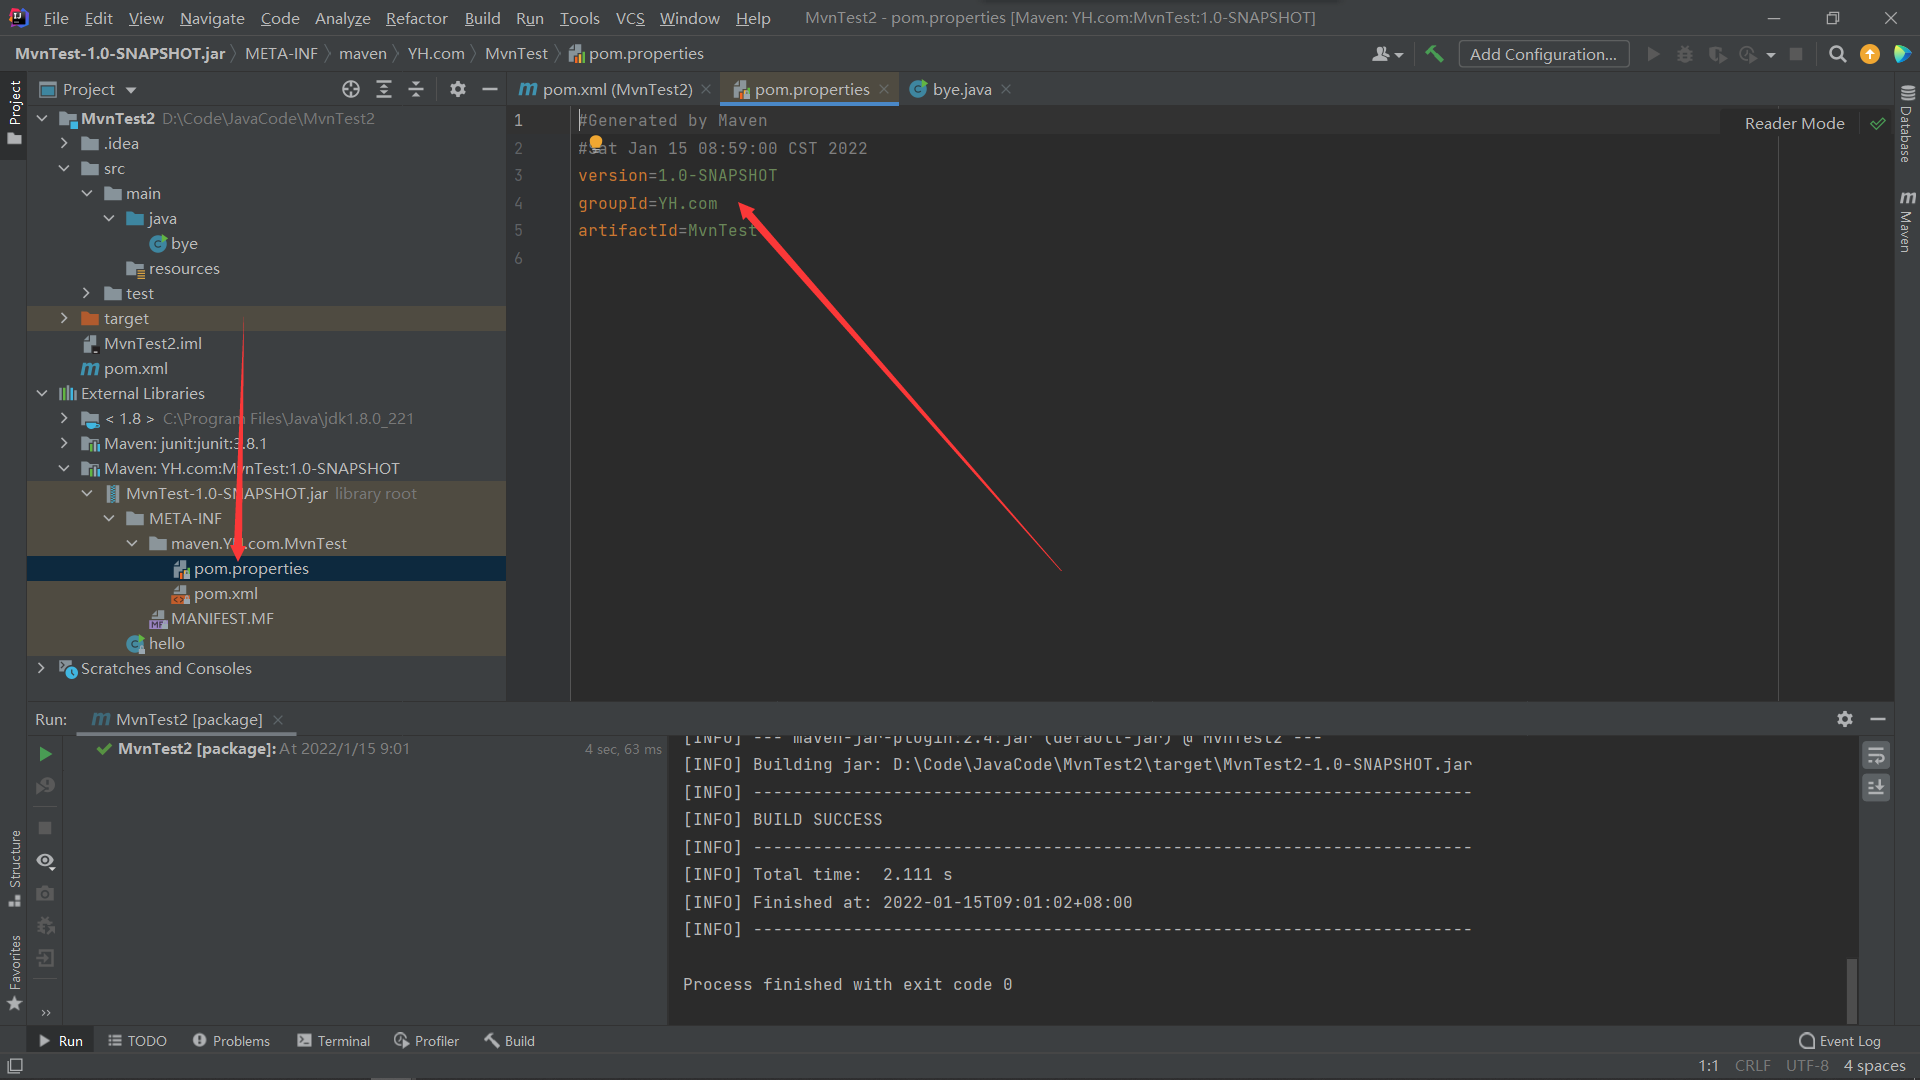 File Edit View Navigate Code Analyze Refactor Build Run Tools VCS Window Help MvnTest2 - pom.properties [Maven: YH.com:MvnTest:1.0-SNAPSHOT]
MvnTest-1.0-SNAPSHOT.jar META-INF maven YH.com MvnTest pom.properties Add Configuration...
Project
Project
pom.xml (MvnTest2) pom.properties bye.java
MvnTest2 D:\Code\JavaCode\MvnTest2
.idea
src
main
java
bye
resources
test
target
MvnTest2.iml
pom.xml
External Libraries
< 1.8 > C:\Program Files\Java\jdk1.8.0_221
Maven: junit:junit:3.8.1
Maven: YH.com:MvnTest:1.0-SNAPSHOT
MvnTest-1.0-SNAPSHOT.jar library root
META-INF
maven.YH.com.MvnTest
pom.properties
pom.xml
MANIFEST.MF
hello
Scratches and Consoles
1 #Generated by Maven
2 #Sat Jan 15 08:59:00 CST 2022
3 version=1.0-SNAPSHOT
4 groupId=YH.com
5 artifactId=MvnTest
6
Reader Mode
Database
Maven
Run: MvnTest2 [package]
MvnTest2 [package]: At 2022/1/15 9:01 4 sec, 63 ms
[INFO] --- maven-jar-plugin:2.4:jar (default-jar) @ MvnTest2 ---
[INFO] Building jar: D:\Code\JavaCode\MvnTest2\target\MvnTest2-1.0-SNAPSHOT.jar
[INFO] ------------------------------------------------------------------------
[INFO] BUILD SUCCESS
[INFO] ------------------------------------------------------------------------
[INFO] Total time:  2.111 s
[INFO] Finished at: 2022-01-15T09:01:02+08:00
[INFO] ------------------------------------------------------------------------
Process finished with exit code 0
Structure
Favorites
Run TODO Problems Terminal Profiler Build Event Log
1:1 CRLF UTF-8 4 spaces